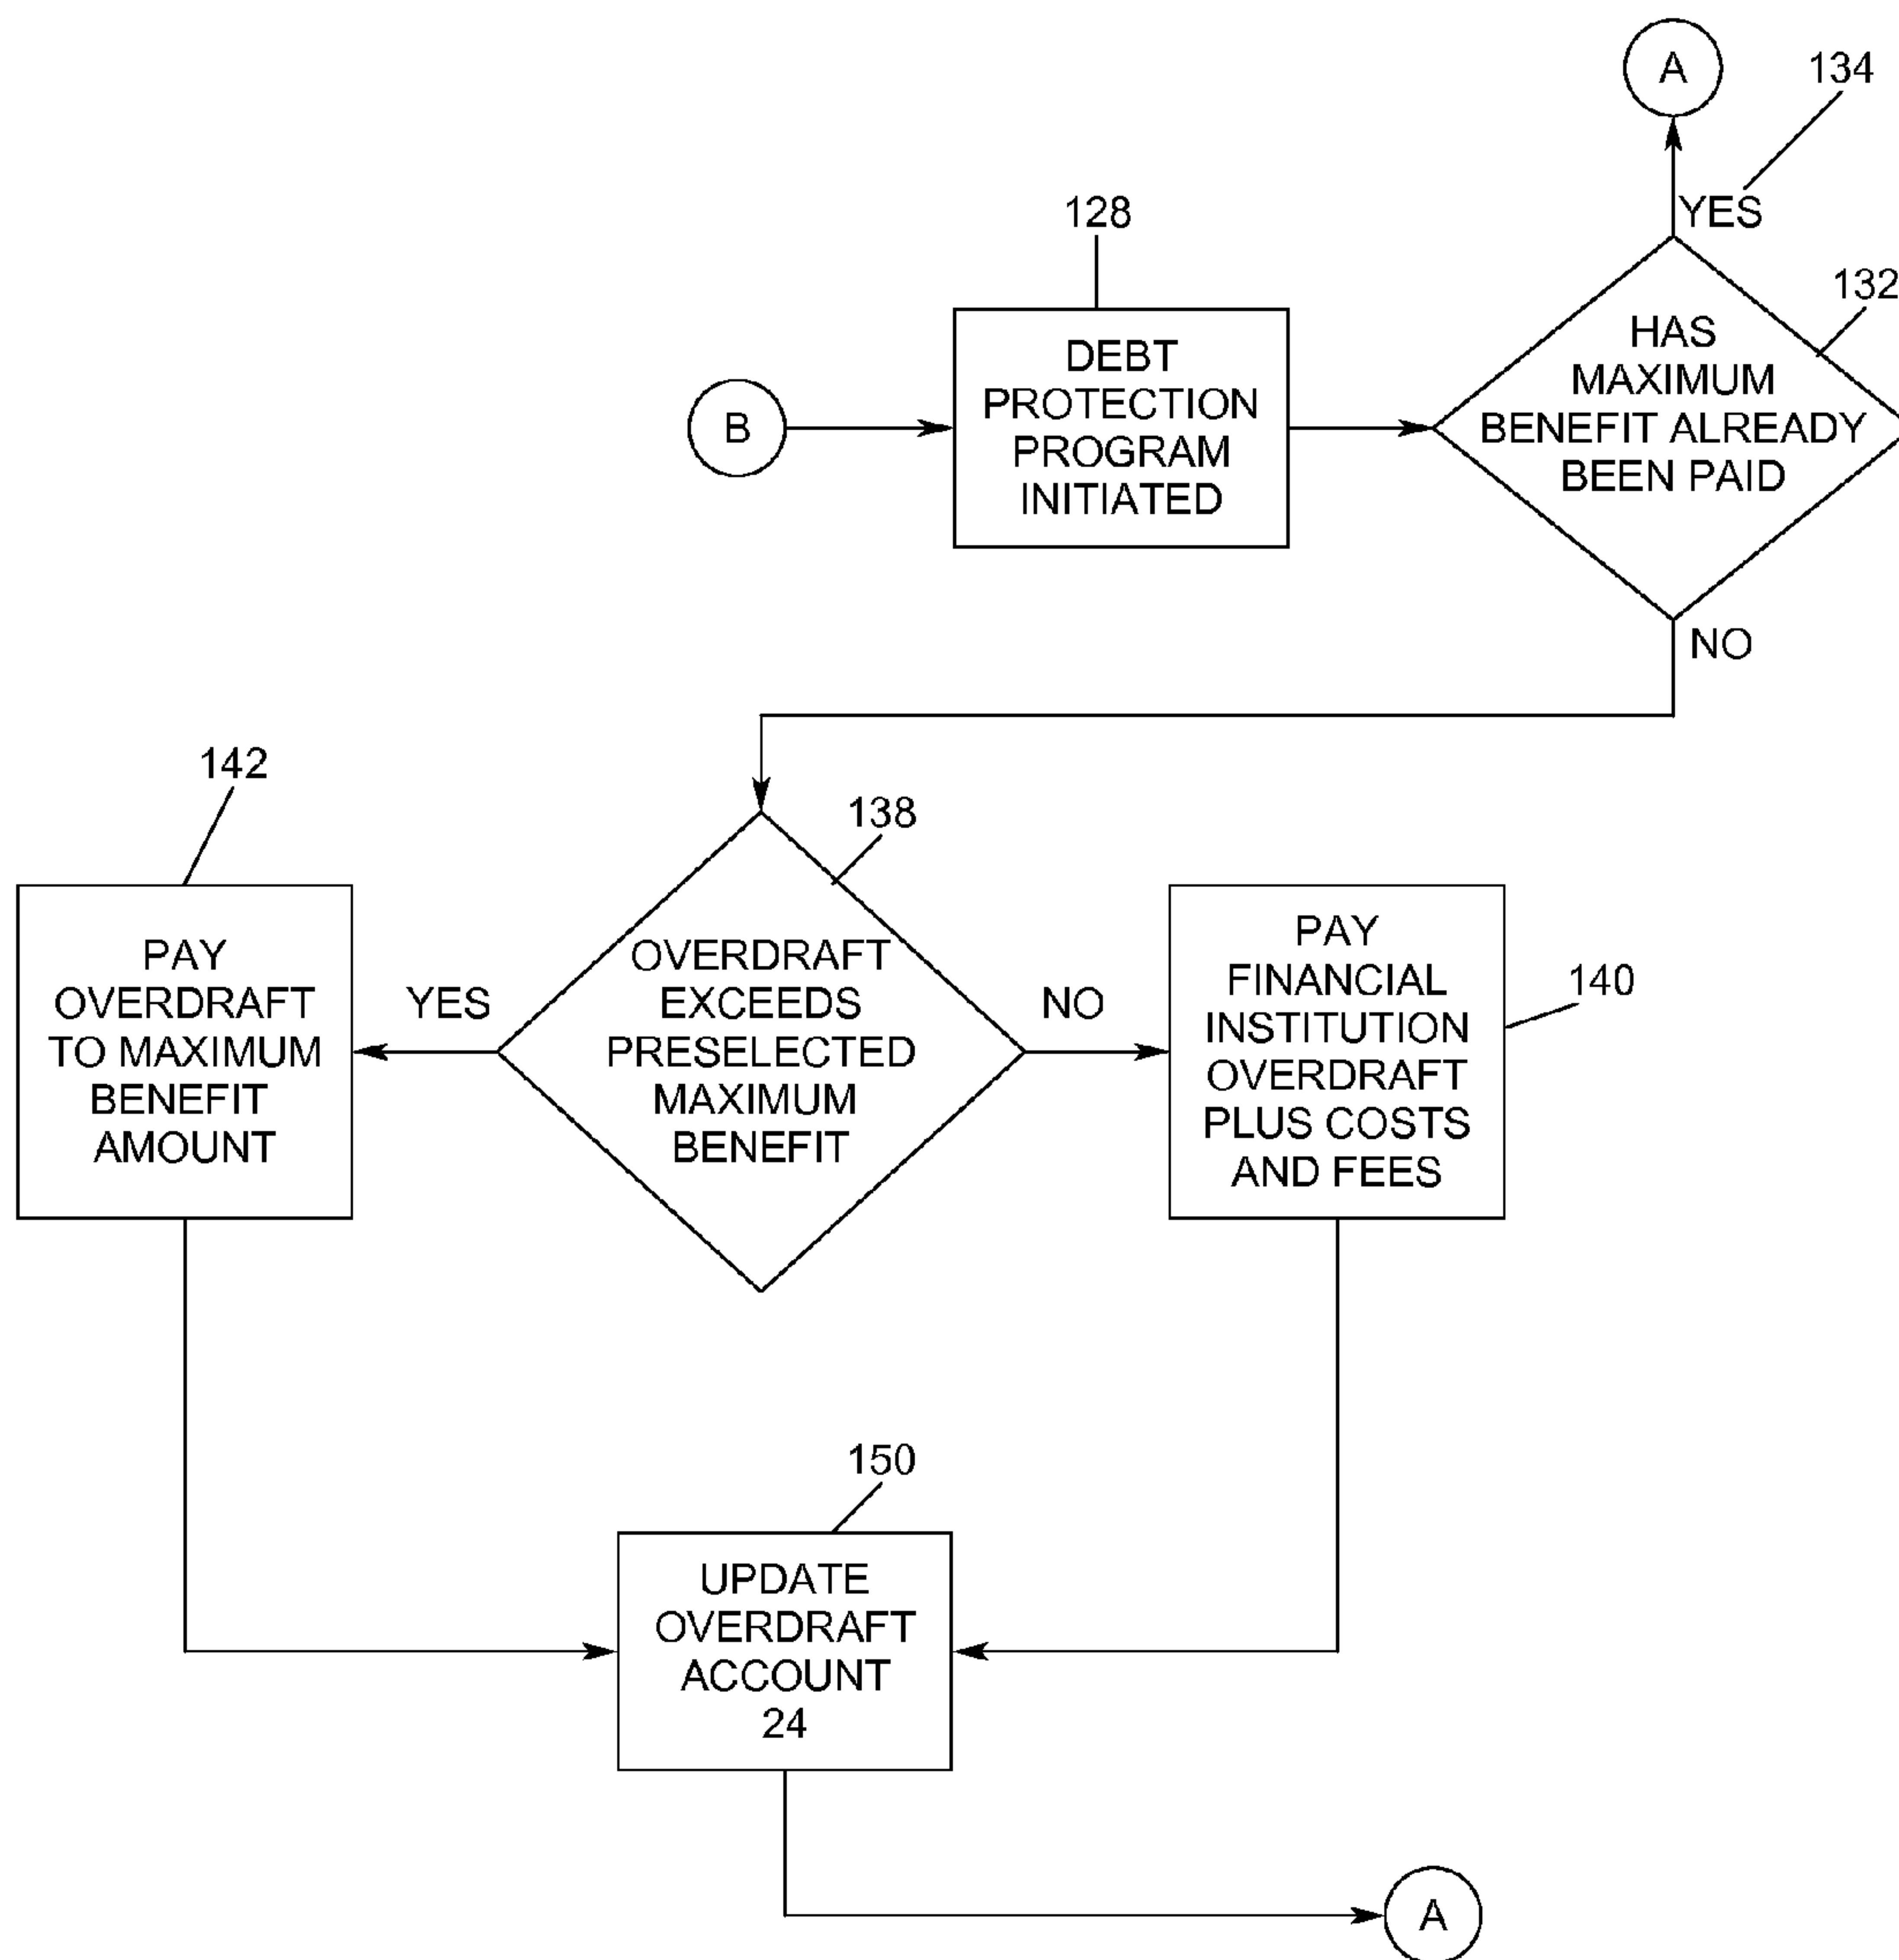 A
134
YES
128
132
DEBT
PROTECTION
PROGRAM
INITIATED
B
HAS
MAXIMUM
BENEFIT ALREADY
BEEN PAID
NO
142
138
PAY
OVERDRAFT
TO MAXIMUM
BENEFIT
AMOUNT
YES
OVERDRAFT
EXCEEDS
PRESELECTED
MAXIMUM
BENEFIT
NO
PAY
FINANCIAL
INSTITUTION
OVERDRAFT
PLUS COSTS
AND FEES
140
150
UPDATE
OVERDRAFT
ACCOUNT
24
A